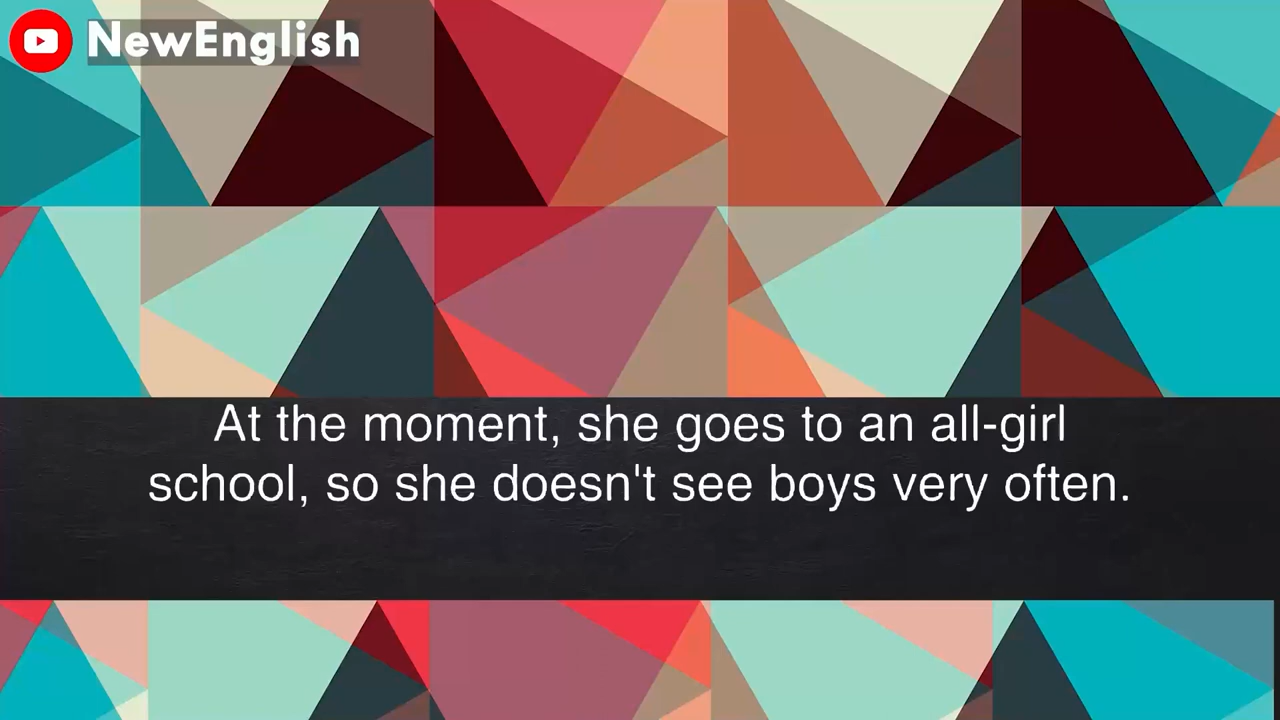 NewEnglish
At the moment, she goes to an all-girl
school, so she doesn't see boys very often.